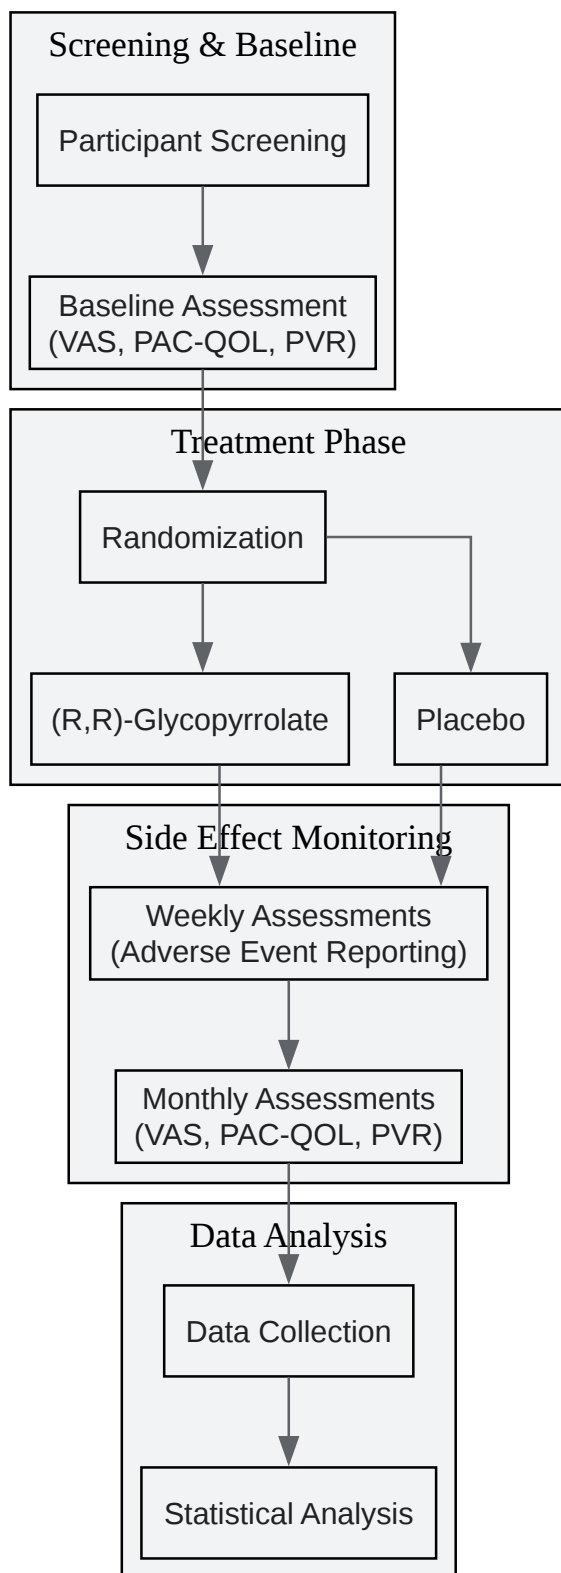 Screening & Baseline
Participant Screening
Baseline Assessment
(VAS, PAC-QOL, PVR)
Treatment Phase
Randomization
(R,R)-Glycopyrrolate
Placebo
Side Effect Monitoring
Weekly Assessments
(Adverse Event Reporting)
Monthly Assessments
(VAS, PAC-QOL, PVR)
Data Analysis
Data Collection
Statistical Analysis